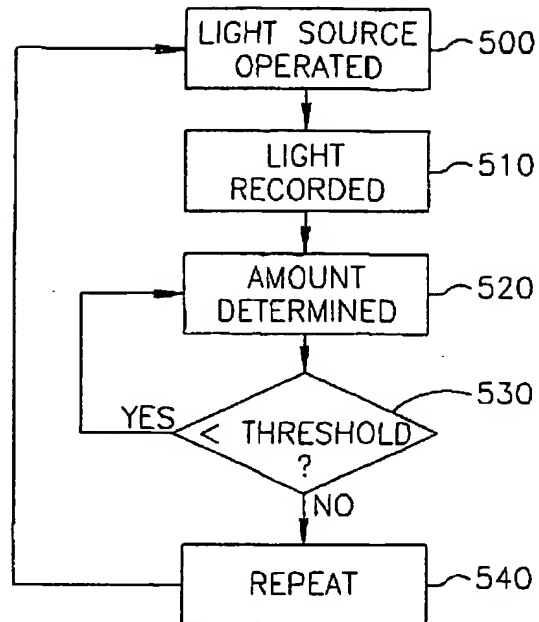 LIGHT SOURCE
OPERATED
500
LIGHT
RECORDED
510
AMOUNT
DETERMINED
520
530
YES
< THRESHOLD
?
NO
REPEAT
540